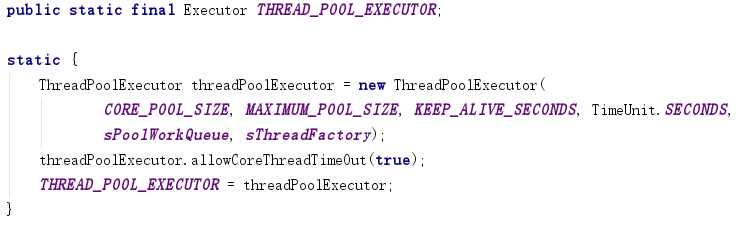 public static final Executor THREAD_POOL_EXECUTOR;
static {
ThreadPoolExecutor threadPoolExecutor = new ThreadPoolExecutor(
CORE_POOL_SIZE, MAXIMUM_POOL_SIZE, KEEP_ALIVE_SECONDS, TimeUnit.SECONDS,
sPoolWorkQueue, sThreadFactory);
threadPoolExecutor.allowCoreThreadTimeOut(true);
THREAD_POOL_EXECUTOR = threadPoolExecutor;
}